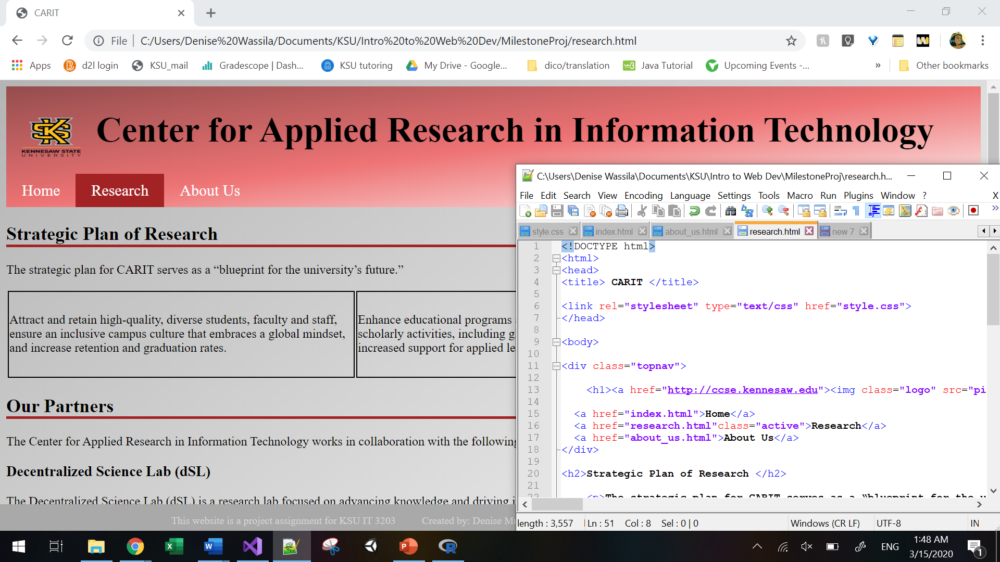 CARIT
File
C:/Users/Denise%20Wassila/Documents/KSU/Intro%20to%20Web%20Dev/MilestoneProj/research.html
Apps
d2l login
KSU_mail
Gradescope | Dash...
KSU tutoring
My Drive - Google...
dico/translation
Java Tutorial
Upcoming Events -...
»
Other bookmarks
KENNESAW STATE
UNIVERSITY
Center for Applied Research in Information Technology
Home
Research
About Us
Strategic Plan of Research
The strategic plan for CARIT serves as a “blueprint for the university’s future.”
Attract and retain high-quality, diverse students, faculty and staff,
ensure an inclusive campus culture that embraces a global mindset,
and increase retention and graduation rates.
Enhance educational programs
scholarly activities, including
increased support for applied
Our Partners
The Center for Applied Research in Information Technology works in collaboration with the following
Decentralized Science Lab (dSL)
The Decentralized Science Lab (dSL) is a research lab focused on advancing knowledge and driving
This website is a project assignment for KSU IT 3203
Created by: Denise
C:\Users\Denise Wassila\Documents\KSU\Intro to Web Dev\MilestoneProj\research.h...
File Edit Search View Encoding Language Settings Tools Macro Run Plugins Window ? X
style.css
index.html
about_us.html
research.html
new 7
1 <!DOCTYPE html>
2 <html>
3 <head>
4 <title> CARIT </title>
5
6 <link rel="stylesheet" type="text/css" href="style.css">
7 </head>
8
9 <body>
10
11 <div class="topnav">
12
13 <h1><a href="http://ccse.kennesaw.edu"><img class="logo" src="pi
14
15 <a href="index.html">Home</a>
16 <a href="research.html"class="active">Research</a>
17 <a href="about_us.html">About Us</a>
18 </div>
19
20 <h2>Strategic Plan of Research </h2>
21
22 <p>The strategic plan for CARIT serves as a “blueprint for the u
length : 3,557
Ln : 51 Col : 8 Sel : 0 | 0
Windows (CR LF)
UTF-8
IN
ENG
1:48 AM
3/15/2020
1